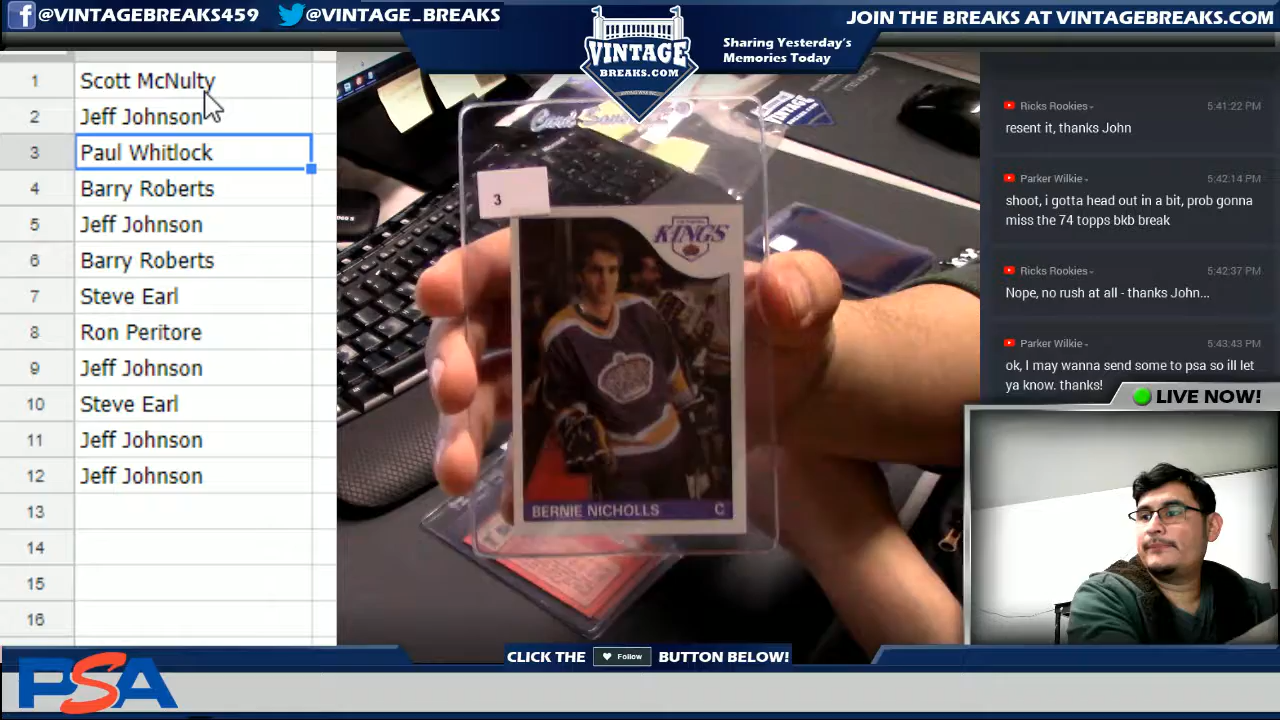 @VINTAGEBREAKS459
@VINTAGE_BREAKS
VINTAGE
BREAKS.COM
Sharing Yesterday's
Memories Today
JOIN THE BREAKS AT VINTAGEBREAKS.COM
1 Scott McNulty
2 Jeff Johnson
3 Paul Whitlock
4 Barry Roberts
5 Jeff Johnson
6 Barry Roberts
7 Steve Earl
8 Ron Peritore
9 Jeff Johnson
10 Steve Earl
11 Jeff Johnson
12 Jeff Johnson
13
14
15
16
Card Saver
3
KINGS
BERNIE NICHOLLS C
Ricks Rookies 5:41:22 PM
resent it, thanks John
Parker Wilkie 5:42:14 PM
shoot, i gotta head out in a bit, prob gonna
miss the 74 topps bkb break
Ricks Rookies 5:42:37 PM
Nope, no rush at all - thanks John...
Parker Wilkie 5:43:43 PM
ok, I may wanna send some to psa so ill let
ya know. thanks!
LIVE NOW!
CLICK THE Follow BUTTON BELOW!
PSA